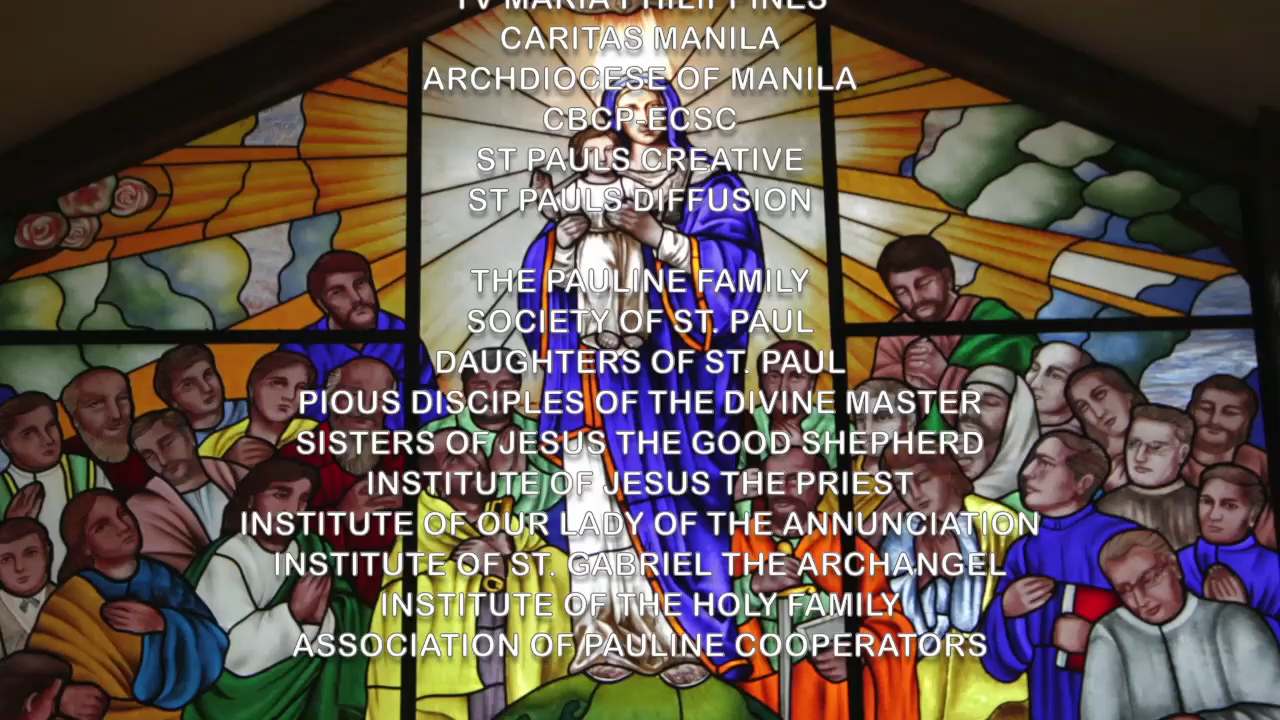 TV MARIA PHILIPPINES
CARITAS MANILA
ARCHDIOCESE OF MANILA
CBCP-ECSC
ST PAULS CREATIVE
ST PAULS DIFFUSION
THE PAULINE FAMILY
SOCIETY OF ST. PAUL
DAUGHTERS OF ST. PAUL
PIOUS DISCIPLES OF THE DIVINE MASTER
SISTERS OF JESUS THE GOOD SHEPHERD
INSTITUTE OF JESUS THE PRIEST
INSTITUTE OF OUR LADY OF THE ANNUNCIATION
INSTITUTE OF ST. GABRIEL THE ARCHANGEL
INSTITUTE OF THE HOLY FAMILY
ASSOCIATION OF PAULINE COOPERATORS